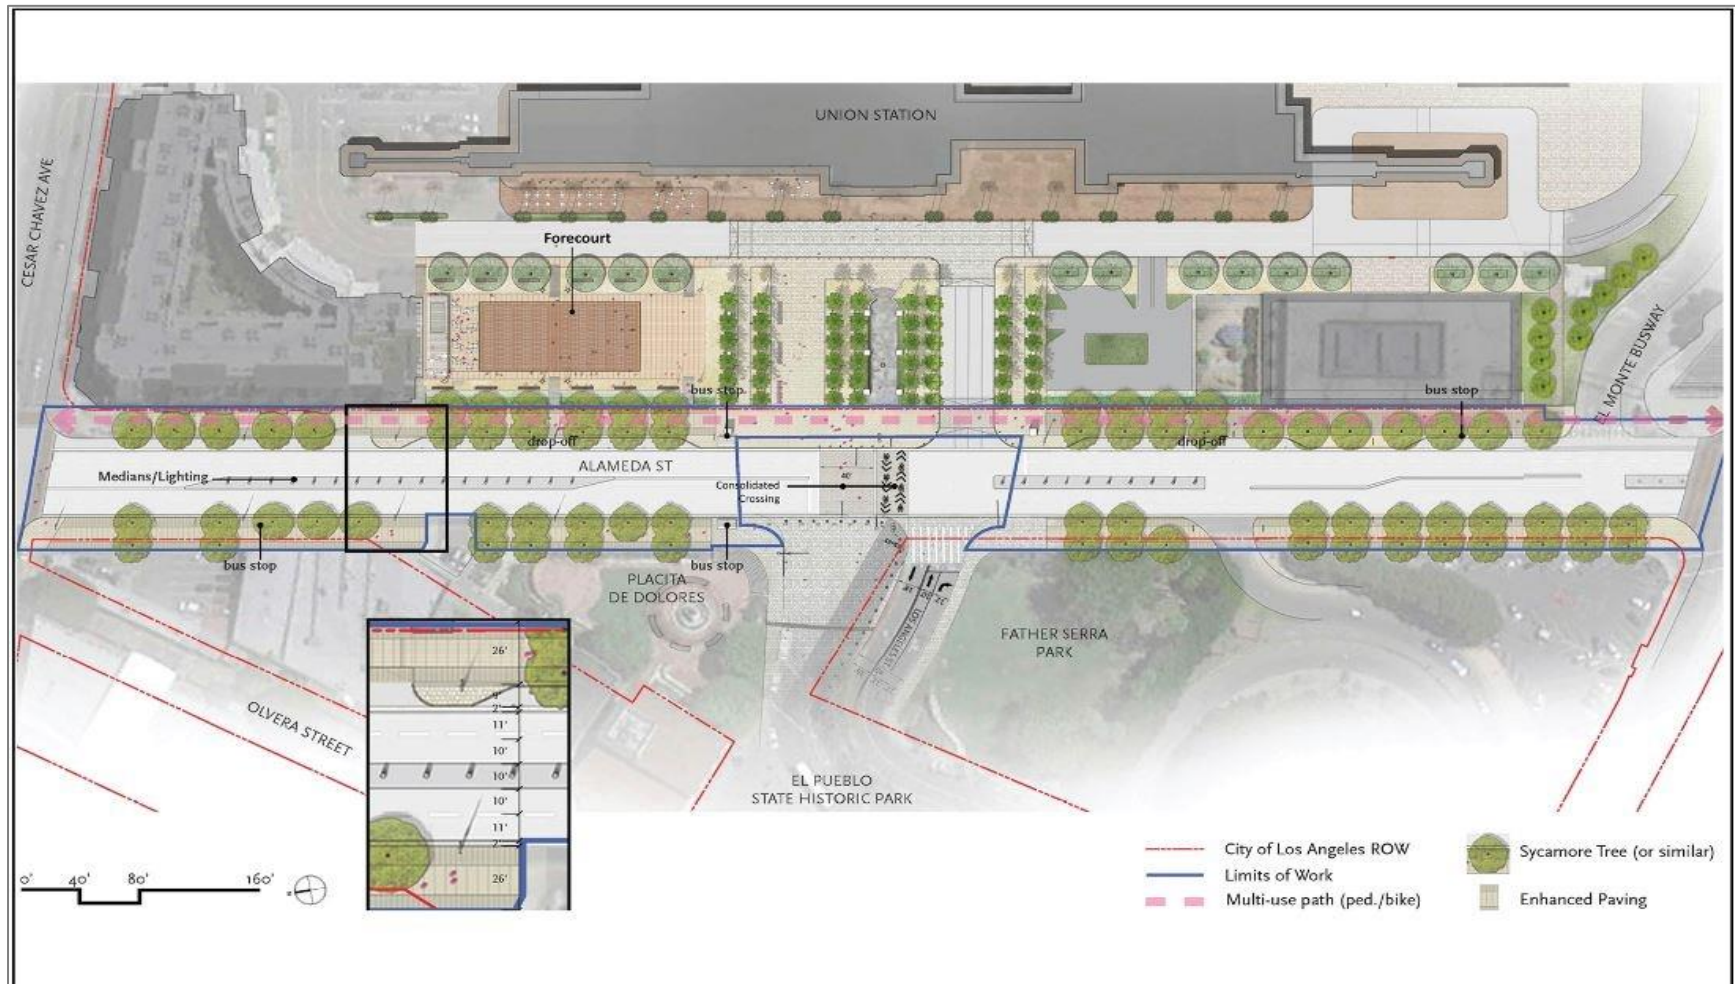 UNION STATION
CESAR CHAVEZ AVE
Forecourt
EL MONTE BUSWAY
bus stop
bus stop
drop-off
drop-off
Medians/Lighting
ALAMEDA ST
Consolidated
Crossing
bus stop
bus stop
PLACITA
DE DOLORES
LOS ANGELES ST
FATHER SERRA
PARK
OLVERA STREET
EL PUEBLO
STATE HISTORIC PARK
26'
9'
2'
11'
10'
10'
10'
11'
2'
26'
0' 40' 80' 160'
City of Los Angeles ROW
Limits of Work
Multi-use path (ped./bike)
Sycamore Tree (or similar)
Enhanced Paving